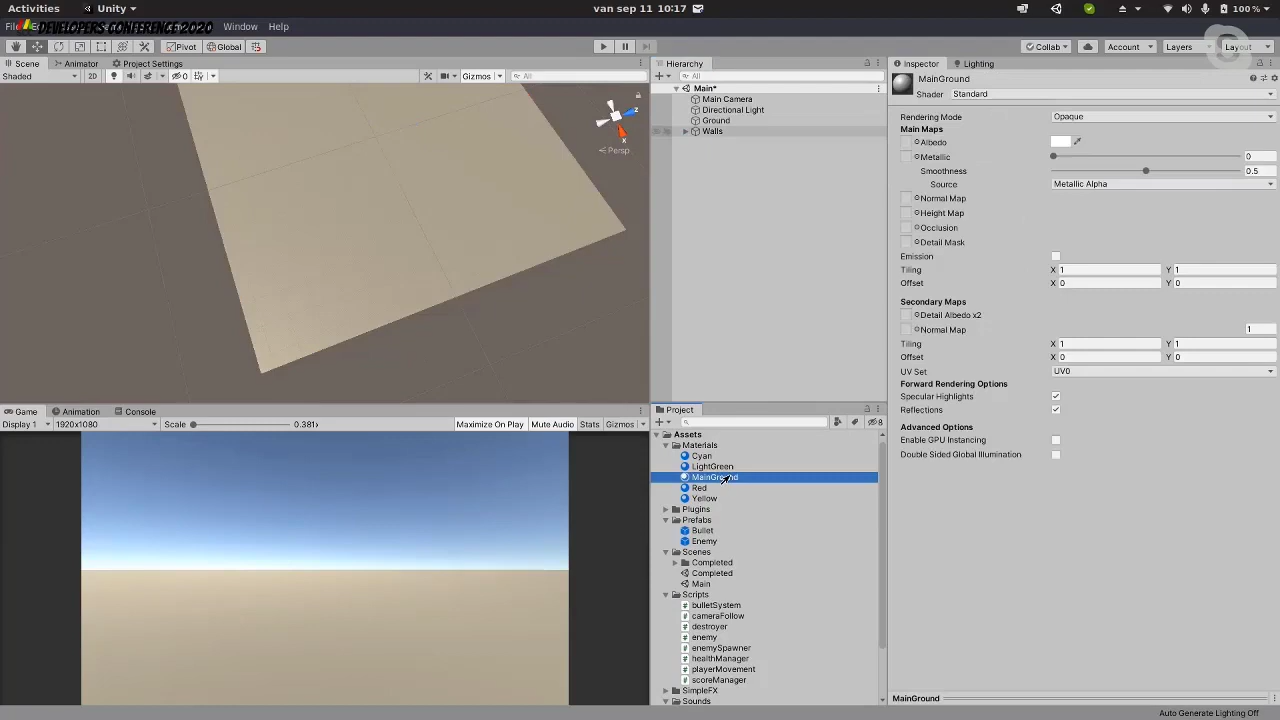 Activities
Unity
van sep 11 10:17
100 %
DEVELOPERS CONFERENCE 2020
Window
Help
Pivot
Global
Collab
Account
Layers
Layout
Scene
Animator
Project Settings
Shaded
2D
0
Gizmos
All
z
x
Persp
Game
Animation
Console
Display 1
1920x1080
Scale
0.381x
Maximize On Play
Mute Audio
Stats
Gizmos
Hierarchy
All
Main*
Main Camera
Directional Light
Ground
Walls
Project
8
Assets
Materials
Cyan
LightGreen
MainGround
Red
Yellow
Plugins
Prefabs
Bullet
Enemy
Scenes
Completed
Completed
Main
Scripts
bulletSystem
cameraFollow
destroyer
enemy
enemySpawner
healthManager
playerMovement
scoreManager
SimpleFX
Sounds
Inspector
Lighting
MainGround
Shader Standard
Rendering Mode Opaque
Main Maps
Albedo
Metallic 0
Smoothness 0.5
Source Metallic Alpha
Normal Map
Height Map
Occlusion
Detail Mask
Emission
Tiling X 1 Y 1
Offset X 0 Y 0
Secondary Maps
Detail Albedo x2
Normal Map 1
Tiling X 1 Y 1
Offset X 0 Y 0
UV Set UV0
Forward Rendering Options
Specular Highlights
Reflections
Advanced Options
Enable GPU Instancing
Double Sided Global Illumination
MainGround
Auto Generate Lighting Off